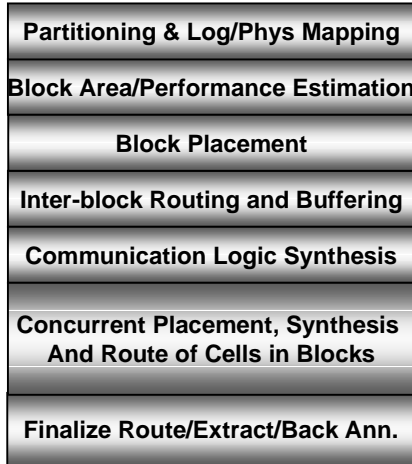 Partitioning & Log/Phys Mapping
Block Area/Performance Estimation
Block Placement
Inter-block Routing and Buffering
Communication Logic Synthesis
Concurrent Placement, Synthesis
And Route of Cells in Blocks
Finalize Route/Extract/Back Ann.